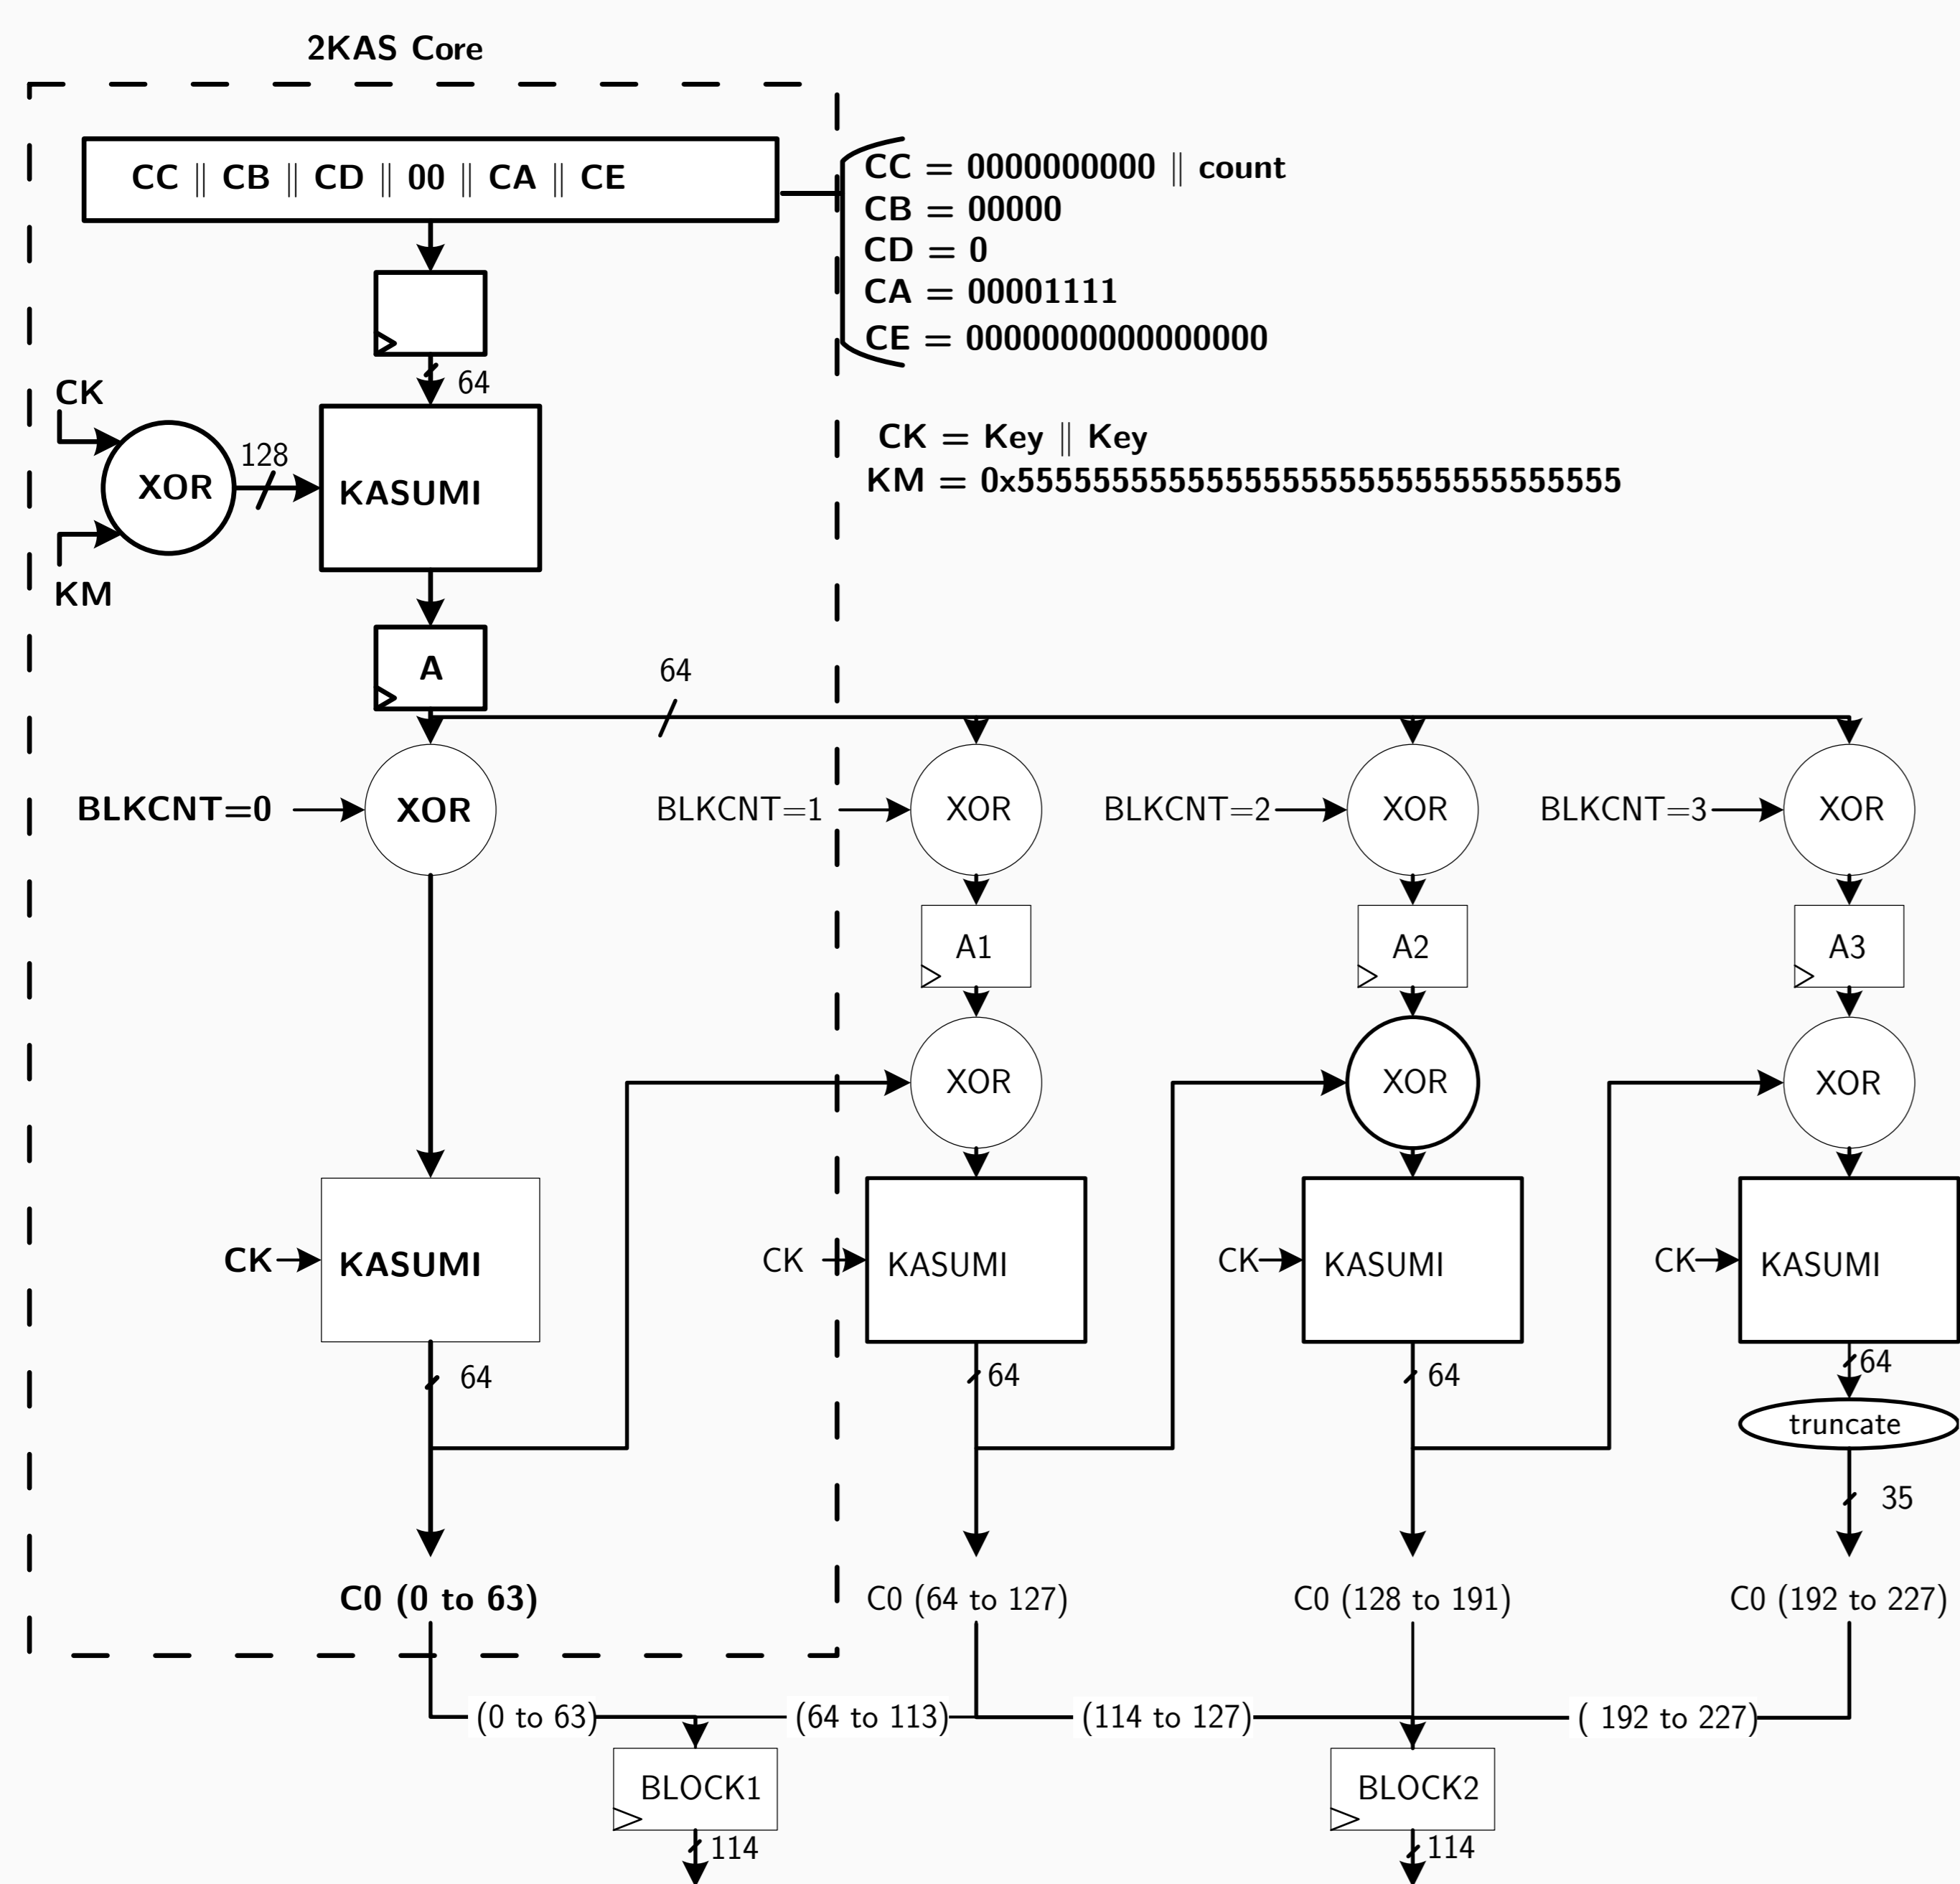 2KAS Core
CC || CB || CD || 00 || CA || CE
CC = 0000000000 || count
CB = 00000
CD = 0
CA = 00001111
CE = 0000000000000000
64
CK
CK = Key || Key
128
KM = 0x55555555555555555555555555555555
XOR
KASUMI
KM
A
64
BLKCNT=0
XOR
BLKCNT=1
XOR
BLKCNT=2
XOR
BLKCNT=3
XOR
A1
A2
A3
XOR
XOR
XOR
CK
KASUMI
CK
KASUMI
CK
KASUMI
CK
KASUMI
64
64
64
64
truncate
35
C0 (0 to 63)
C0 (64 to 127)
C0 (128 to 191)
C0 (192 to 227)
(0 to 63)
(64 to 113)
(114 to 127)
( 192 to 227)
BLOCK1
BLOCK2
114
114